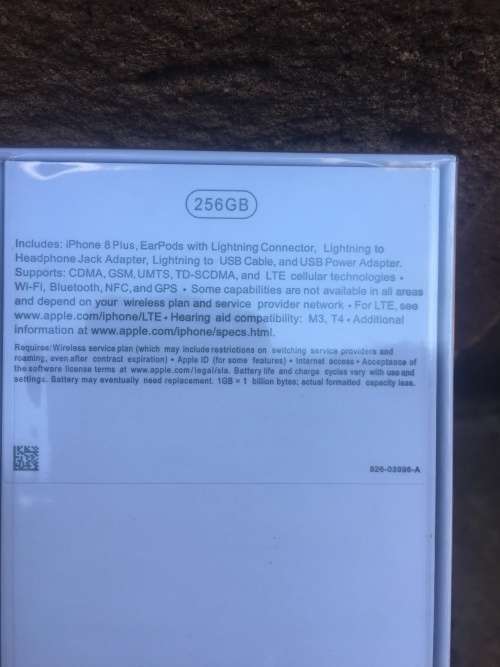 256GB
Includes: iPhone 8 Plus, EarPods with Lightning Connector, Lightning to
Headphone Jack Adapter, Lightning to USB Cable, and USB Power Adapter.
Supports: CDMA, GSM, UMTS, TD-SCDMA, and LTE cellular technologies •
Wi-Fi, Bluetooth, NFC, and GPS • Some capabilities are not available in all areas
and depend on your wireless plan and service provider network • For LTE, see
www.apple.com/iphone/LTE • Hearing aid compatibility: M3, T4 • Additional
information at www.apple.com/iphone/specs.html.
Requires: Wireless service plan (which may include restrictions on switching service providers and
roaming, even after contract expiration) • Apple ID (for some features) • Internet access • Acceptance of
the software license terms at www.apple.com/legal/sla. Battery life and charge cycles vary with use and
settings. Battery may eventually need replacement. 1GB = 1 billion bytes; actual formatted capacity less.
826-03996-A